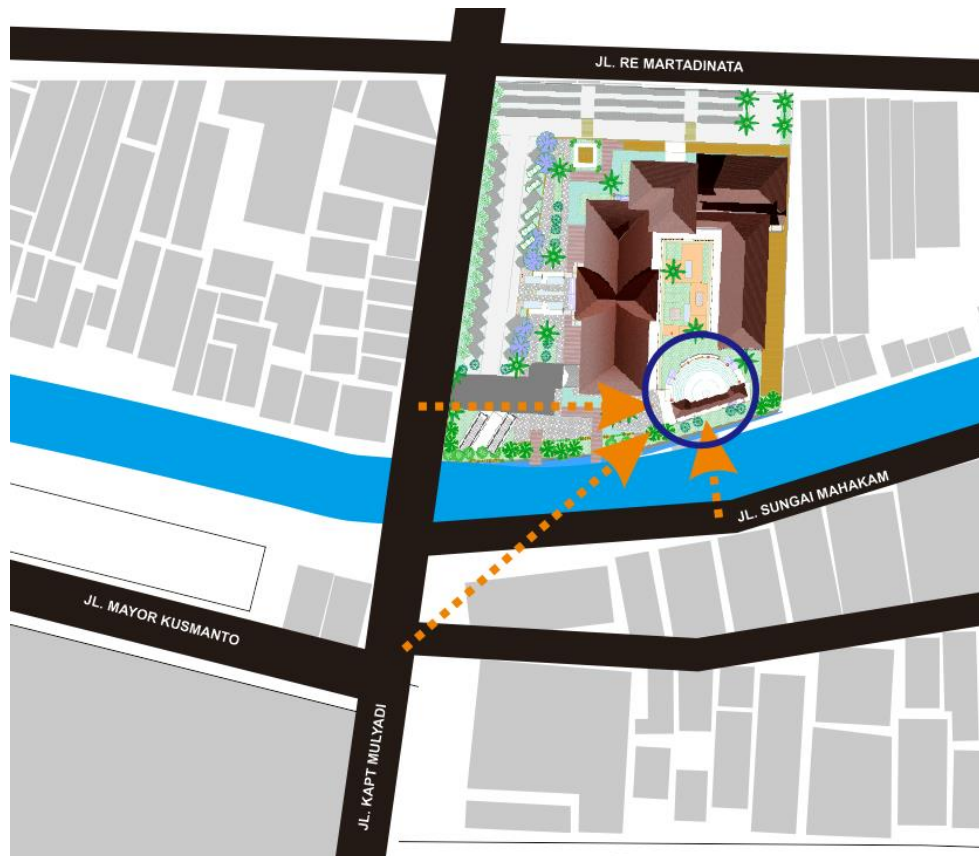 JL. RE MARTADINATA
JL. SUNGAI MAHAKAM
JL. MAYOR KUSMANTO
JL. KAPT MULYADI